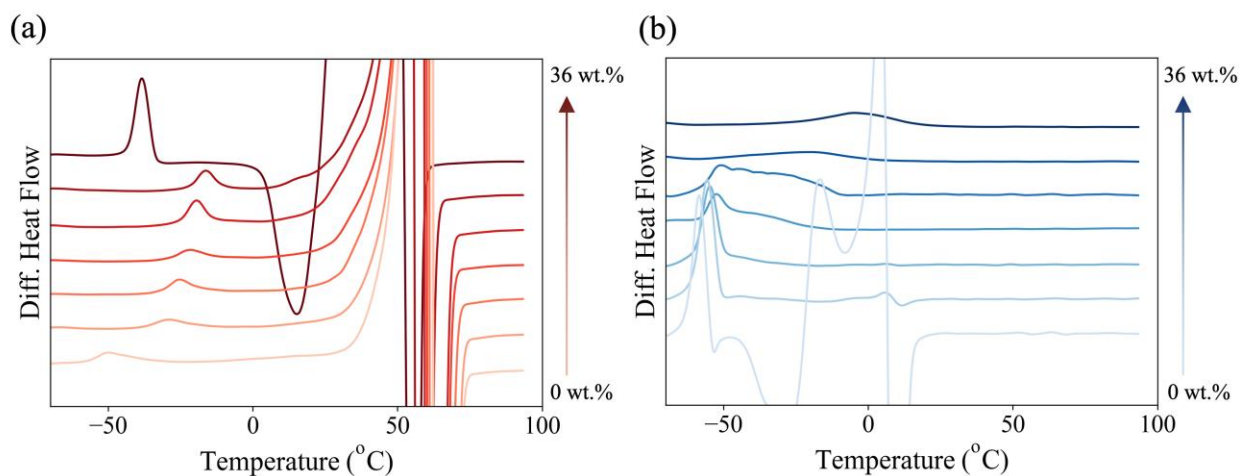 (a)
Diff. Heat Flow
36 wt.%
0 wt.%
−50
0
50
100
Temperature (°C)
(b)
Diff. Heat Flow
36 wt.%
0 wt.%
−50
0
50
100
Temperature (°C)